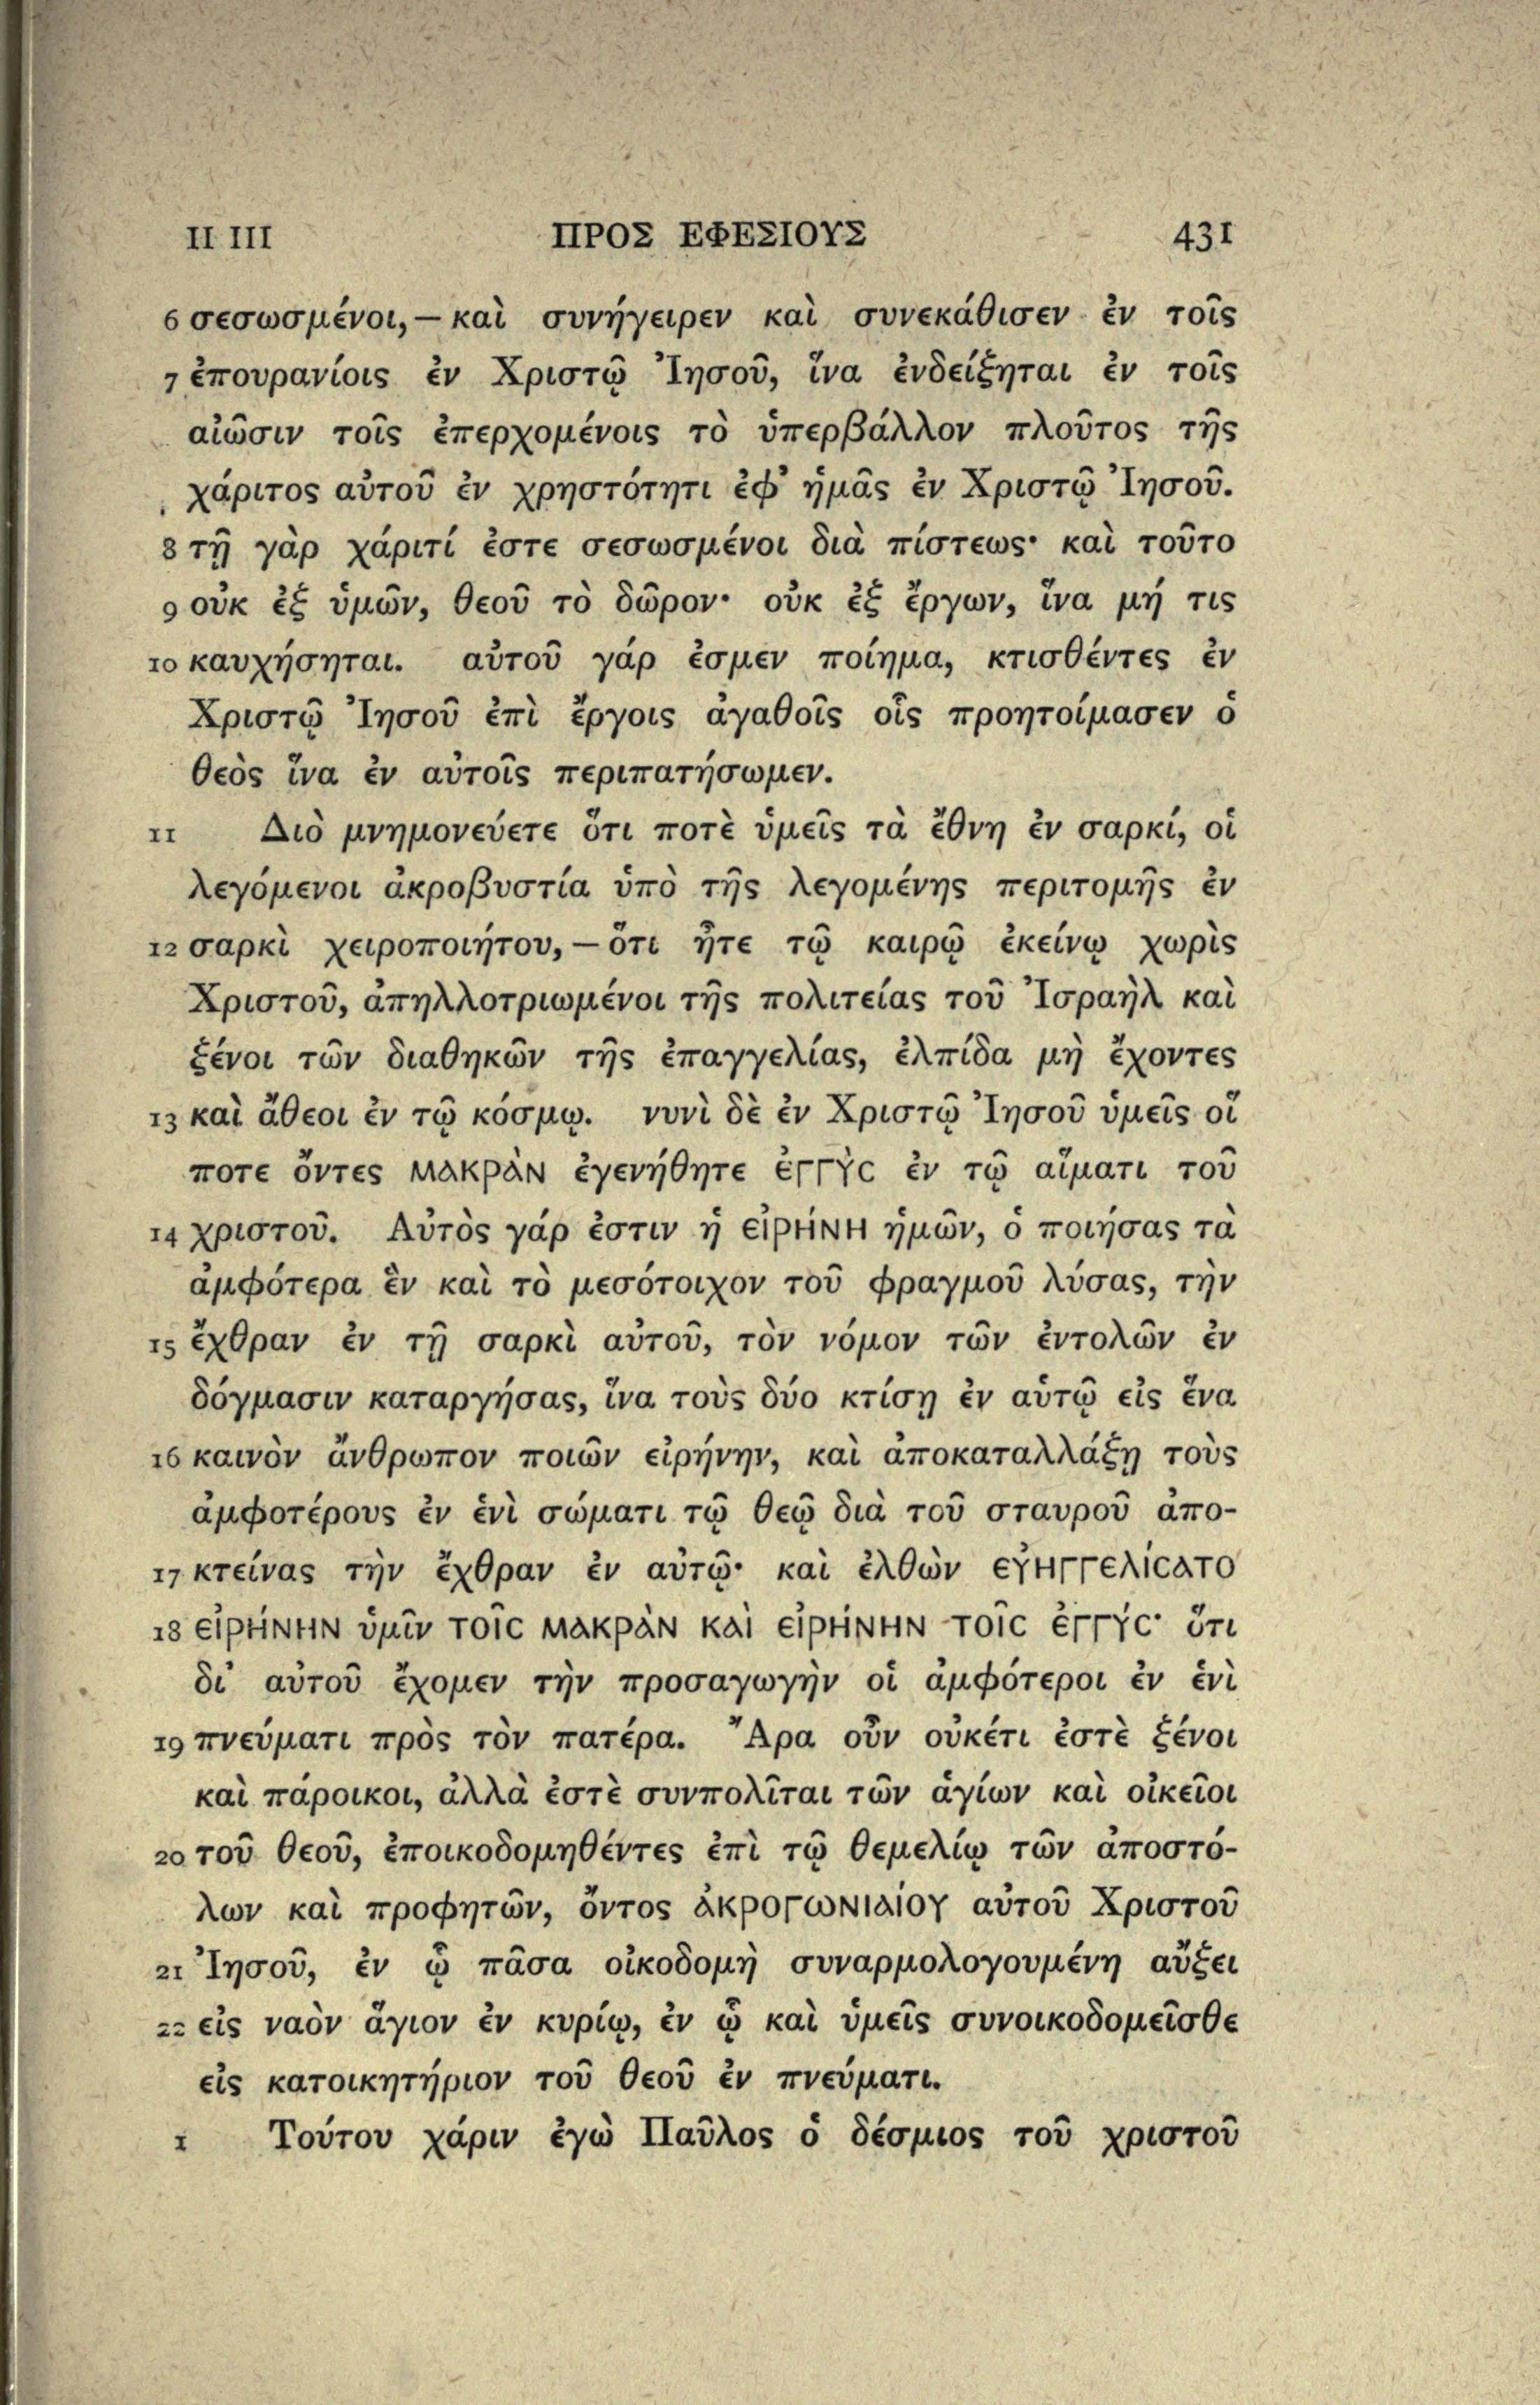 II III ΠΡΟΣ ΕΦΕΣΙΟΥΣ 431
6 σεσωσμένοι,—καὶ συνήγειρεν καὶ συνεκάθισεν ἐν τοῖς
7 ἐπουρανίοις ἐν Χριστῷ Ἰησοῦ, ἵνα ἐνδείξηται ἐν τοῖς
αἰῶσιν τοῖς ἐπερχομένοις τὸ ὑπερβάλλον πλοῦτος τῆς
χάριτος αὐτοῦ ἐν χρηστότητι ἐφ’ ἡμᾶς ἐν Χριστῷ Ἰησοῦ.
8 τῇ γὰρ χάριτί ἐστε σεσωσμένοι διὰ πίστεως· καὶ τοῦτο
9 οὐκ ἐξ ὑμῶν, θεοῦ τὸ δῶρον· οὐκ ἐξ ἔργων, ἵνα μή τις
10 καυχήσηται. αὐτοῦ γάρ ἐσμεν ποίημα, κτισθέντες ἐν
Χριστῷ Ἰησοῦ ἐπὶ ἔργοις ἀγαθοῖς οἷς προητοίμασεν ὁ
θεὸς ἵνα ἐν αὐτοῖς περιπατήσωμεν.
11 Διὸ μνημονεύετε ὅτι ποτὲ ὑμεῖς τὰ ἔθνη ἐν σαρκί, οἱ
λεγόμενοι ἀκροβυστία ὑπὸ τῆς λεγομένης περιτομῆς ἐν
12 σαρκὶ χειροποιήτου,—ὅτι ἦτε τῷ καιρῷ ἐκείνῳ χωρὶς
Χριστοῦ, ἀπηλλοτριωμένοι τῆς πολιτείας τοῦ Ἰσραὴλ καὶ
ξένοι τῶν διαθηκῶν τῆς ἐπαγγελίας, ἐλπίδα μὴ ἔχοντες
13 καὶ ἄθεοι ἐν τῷ κόσμῳ. νυνὶ δὲ ἐν Χριστῷ Ἰησοῦ ὑμεῖς οἵ
ποτε ὄντες μακρὰν ἐγενήθητε ἐγγὺς ἐν τῷ αἵματι τοῦ
14 χριστοῦ. Αὐτὸς γάρ ἐστιν ἡ εἰρήνη ἡμῶν, ὁ ποιήσας τὰ
ἀμφότερα ἓν καὶ τὸ μεσότοιχον τοῦ φραγμοῦ λύσας, τὴν
15 ἔχθραν ἐν τῇ σαρκὶ αὐτοῦ, τὸν νόμον τῶν ἐντολῶν ἐν
δόγμασιν καταργήσας, ἵνα τοὺς δύο κτίσῃ ἐν αὑτῷ εἰς ἕνα
16 καινὸν ἄνθρωπον ποιῶν εἰρήνην, καὶ ἀποκαταλλάξῃ τοὺς
ἀμφοτέρους ἐν ἑνὶ σώματι τῷ θεῷ διὰ τοῦ σταυροῦ ἀπο-
17 κτείνας τὴν ἔχθραν ἐν αὐτῷ· καὶ ἐλθὼν εὐηγγελίσατο
18 εἰρήνην ὑμῖν τοῖς μακρὰν καὶ εἰρήνην τοῖς ἐγγύς· ὅτι
δι’ αὐτοῦ ἔχομεν τὴν προσαγωγὴν οἱ ἀμφότεροι ἐν ἑνὶ
19 πνεύματι πρὸς τὸν πατέρα. Ἄρα οὖν οὐκέτι ἐστὲ ξένοι
καὶ πάροικοι, ἀλλὰ ἐστὲ συνπολῖται τῶν ἁγίων καὶ οἰκεῖοι
20 τοῦ θεοῦ, ἐποικοδομηθέντες ἐπὶ τῷ θεμελίῳ τῶν ἀποστό-
λων καὶ προφητῶν, ὄντος ἀκρογωνιαίου αὐτοῦ Χριστοῦ
21 Ἰησοῦ, ἐν ᾧ πᾶσα οἰκοδομὴ συναρμολογουμένη αὔξει
22 εἰς ναὸν ἅγιον ἐν κυρίῳ, ἐν ᾧ καὶ ὑμεῖς συνοικοδομεῖσθε
εἰς κατοικητήριον τοῦ θεοῦ ἐν πνεύματι.
1 Τούτου χάριν ἐγὼ Παῦλος ὁ δέσμιος τοῦ χριστοῦ